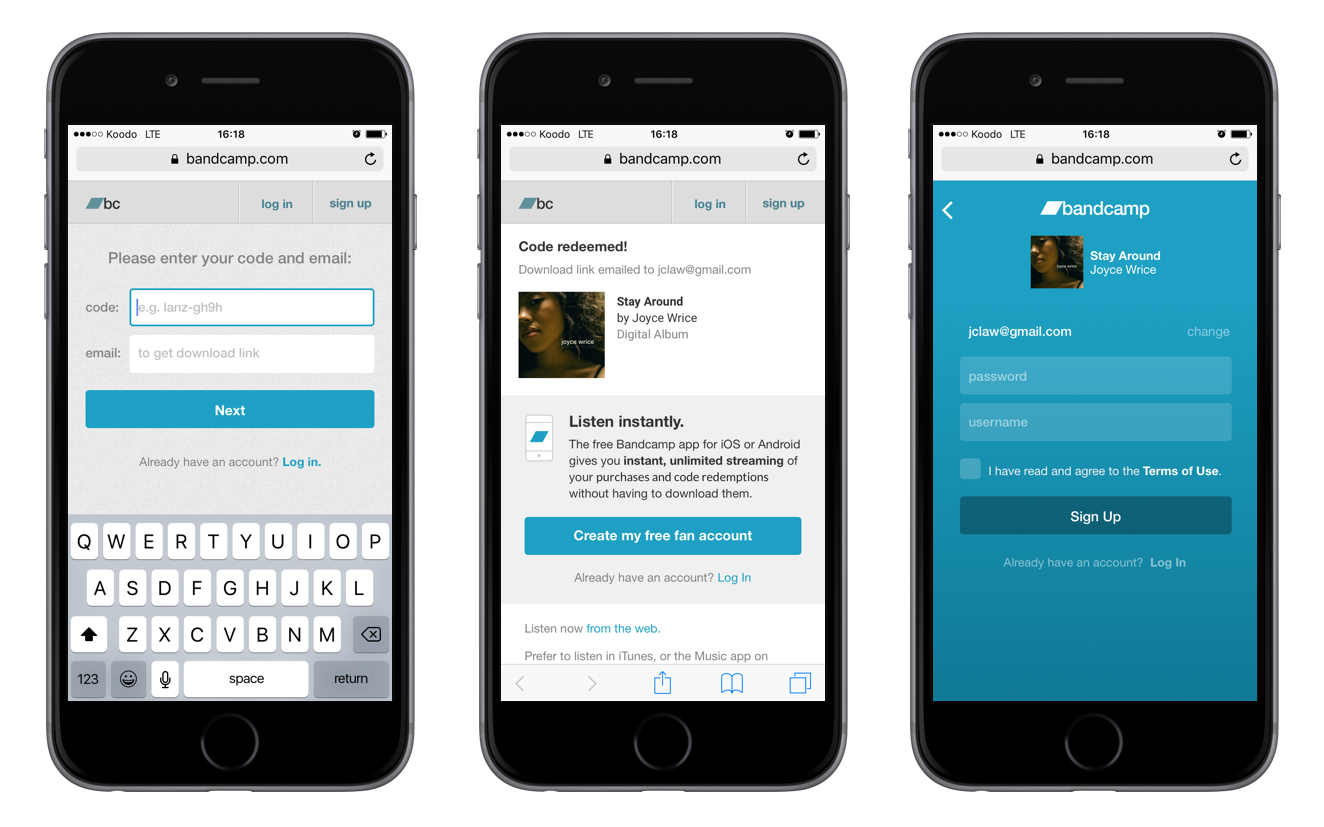 ●●●○○ Koodo LTE 16:18
bandcamp.com
bc log in sign up
Please enter your code and email:
code: e.g. lanz-gh9h
email: to get download link
Next
Already have an account? Log in.
Q W E R T Y U I O P
A S D F G H J K L
Z X C V B N M
123 space return
●●●○○ Koodo LTE 16:18
bandcamp.com
bc log in sign up
Code redeemed!
Download link emailed to jclaw@gmail.com
joyce wrice
Stay Around
by Joyce Wrice
Digital Album
Listen instantly.
The free Bandcamp app for iOS or Android
gives you instant, unlimited streaming of
your purchases and code redemptions
without having to download them.
Create my free fan account
Already have an account? Log In
Listen now from the web.
Prefer to listen in iTunes, or the Music app on
●●●○○ Koodo LTE 16:18
bandcamp.com
bandcamp
joyce wrice
Stay Around
Joyce Wrice
jclaw@gmail.com change
password
username
I have read and agree to the Terms of Use.
Sign Up
Already have an account? Log In